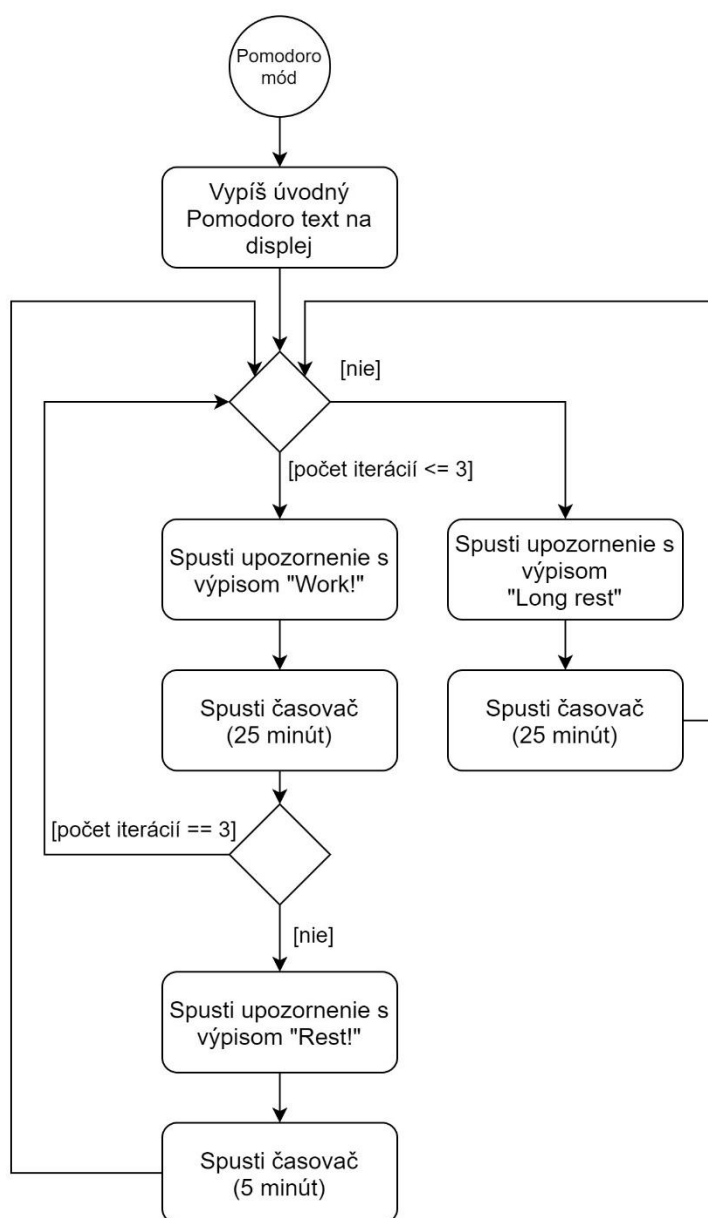 Pomodoro
mód
Vypíš úvodný
Pomodoro text na
displej
[nie]
[počet iterácií <= 3]
Spusti upozornenie s
výpisom "Work!"
Spusti upozornenie s
výpisom
"Long rest"
Spusti časovač
(25 minút)
Spusti časovač
(25 minút)
[počet iterácií == 3]
[nie]
Spusti upozornenie s
výpisom "Rest!"
Spusti časovač
(5 minút)